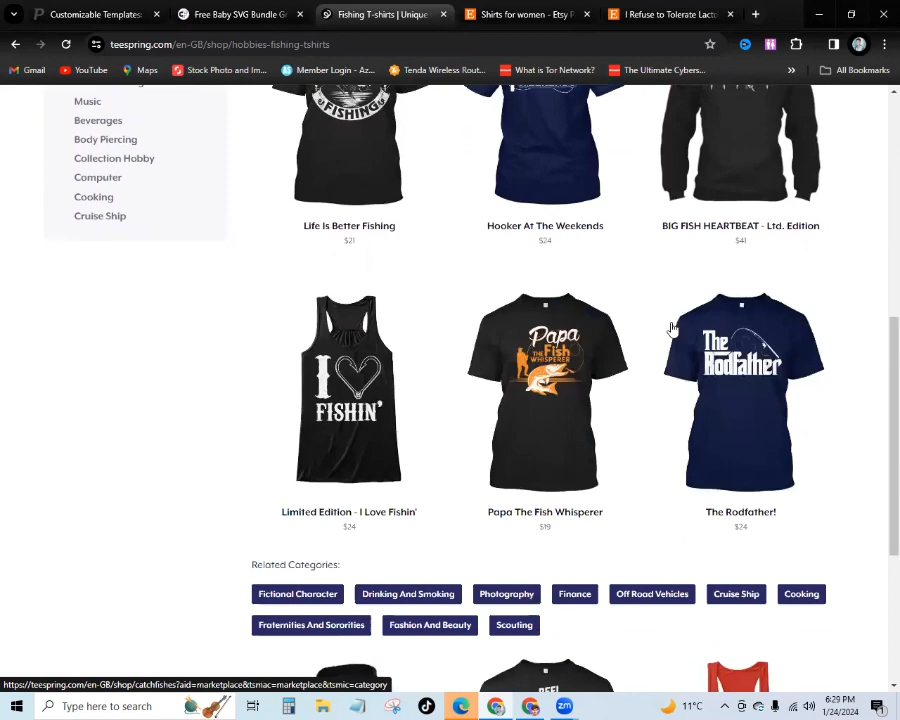 Customizable Templates:
Free Baby SVG Bundle Gr
Fishing T-shirts | Unique
Shirts for women - Etsy P
I Refuse to Tolerate Lacto
teespring.com/en-GB/shop/hobbies-fishing-tshirts
Gmail
YouTube
Maps
Stock Photo and Im...
Member Login - Az...
Tenda Wireless Rout...
What is Tor Network?
The Ultimate Cybers...
All Bookmarks
Music
Beverages
Body Piercing
Collection Hobby
Computer
Cooking
Cruise Ship
FISHING
Life Is Better Fishing
$21
Hooker At The Weekends
$24
BIG FISH HEARTBEAT - Ltd. Edition
$41
I
FISHIN'
Papa
THE Fish
WHISPERER
The
Rodfather
Limited Edition - I Love Fishin'
$24
Papa The Fish Whisperer
$19
The Rodfather!
$24
Related Categories:
Fictional Character
Drinking And Smoking
Photography
Finance
Off Road Vehicles
Cruise Ship
Cooking
Fraternities And Sororities
Fashion And Beauty
Scouting
REEL
https://teespring.com/en-GB/shop/catchfishes?aid=marketplace&tsmac=marketplace&tsmic=category
Type here to search
11°C
6:29 PM
1/24/2024